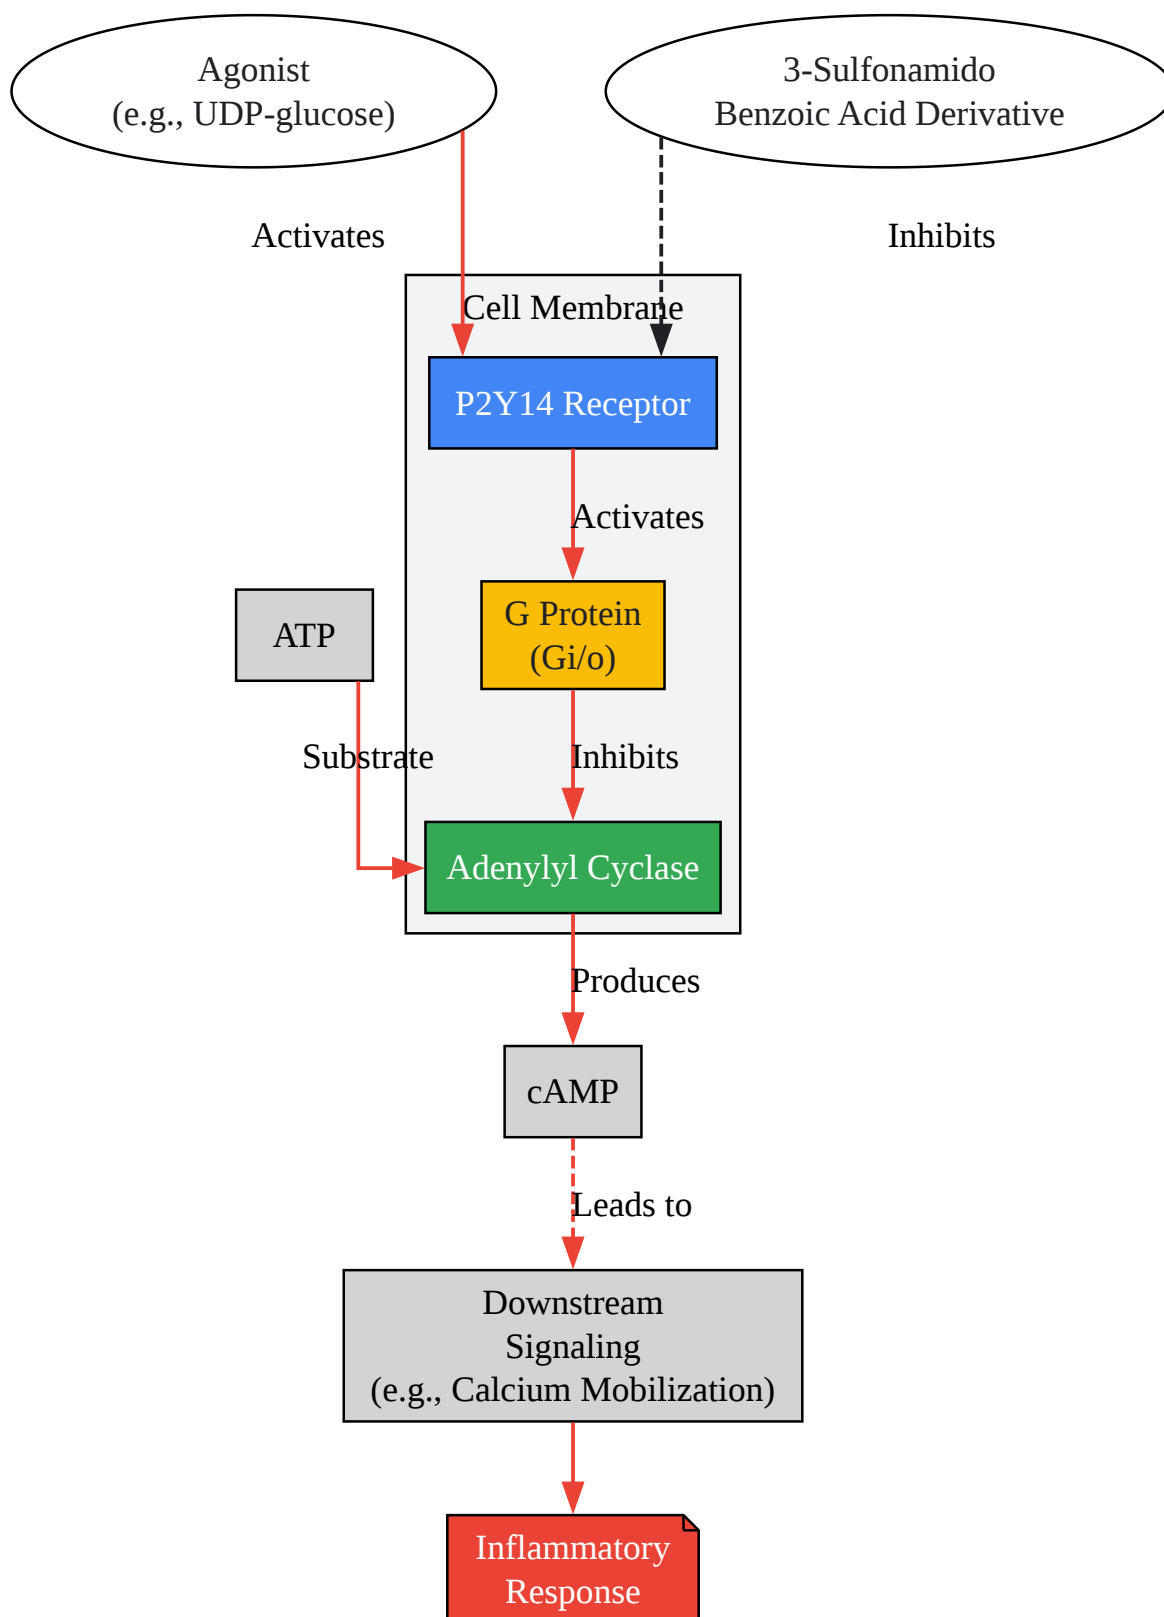 Agonist
(e.g., UDP-glucose)
3-Sulfonamido
Benzoic Acid Derivative
Activates
Inhibits
Cell Membrane
P2Y14 Receptor
Activates
G Protein
(Gi/o)
ATP
Substrate
Inhibits
Adenylyl Cyclase
Produces
cAMP
Leads to
Downstream
Signaling
(e.g., Calcium Mobilization)
Inflammatory
Response